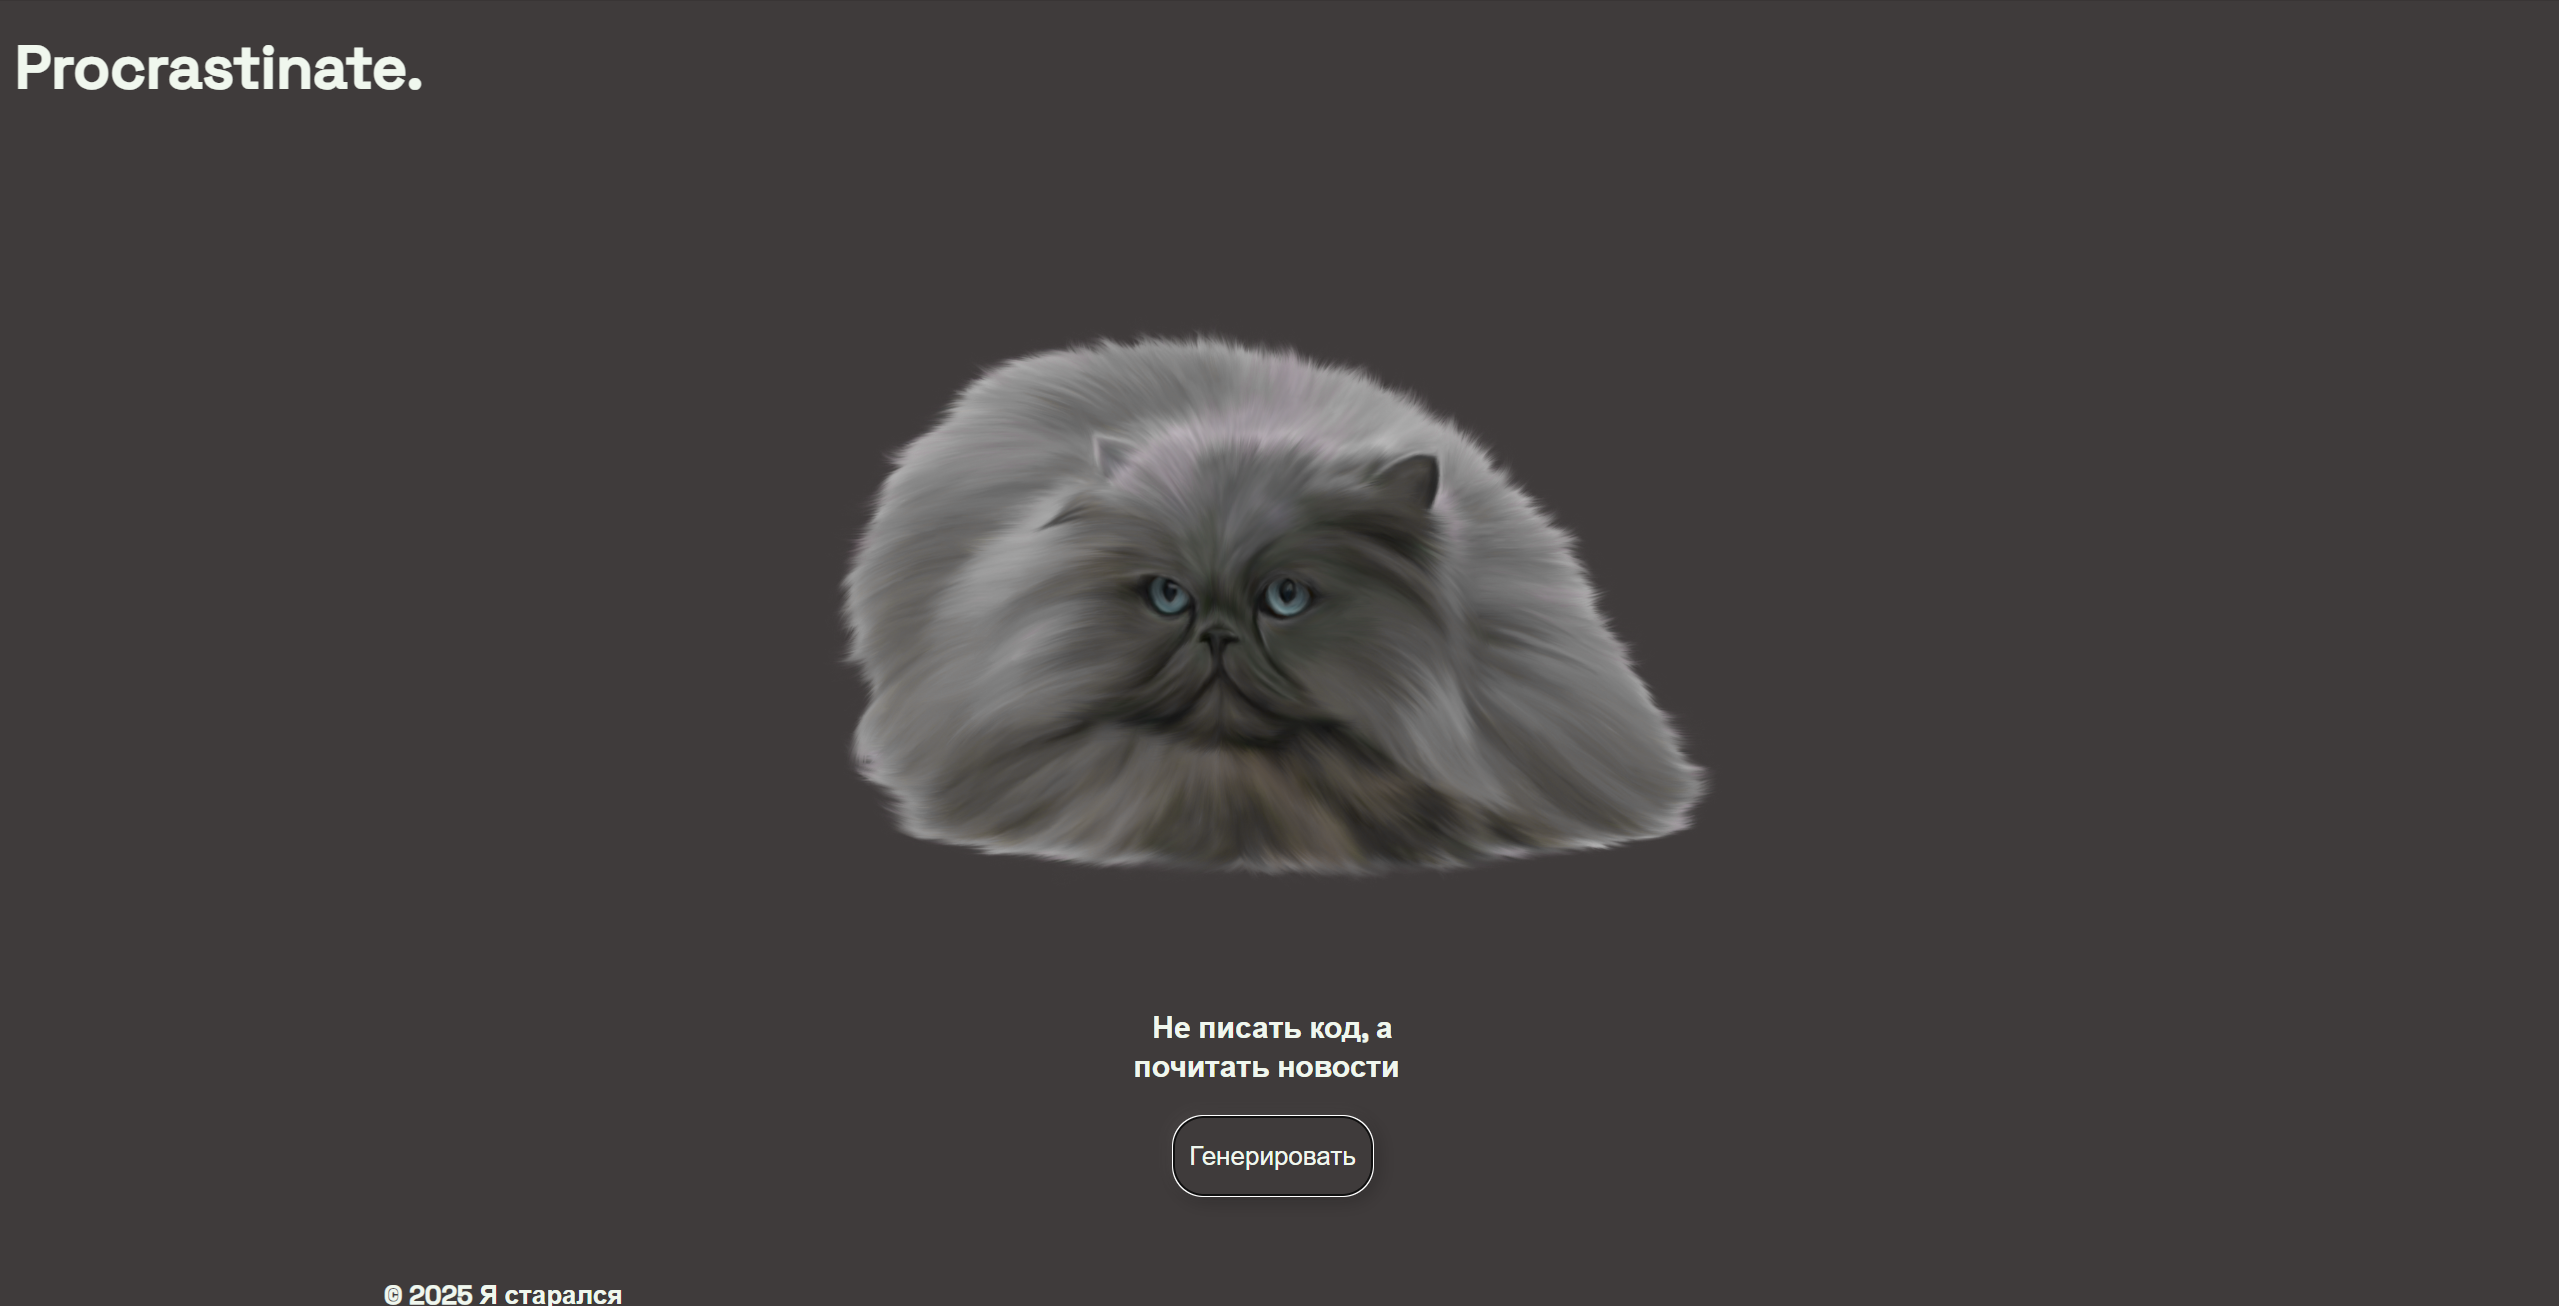 Procrastinate.
Не писать код, а
почитать новости
Генерировать
© 2025 Я старался